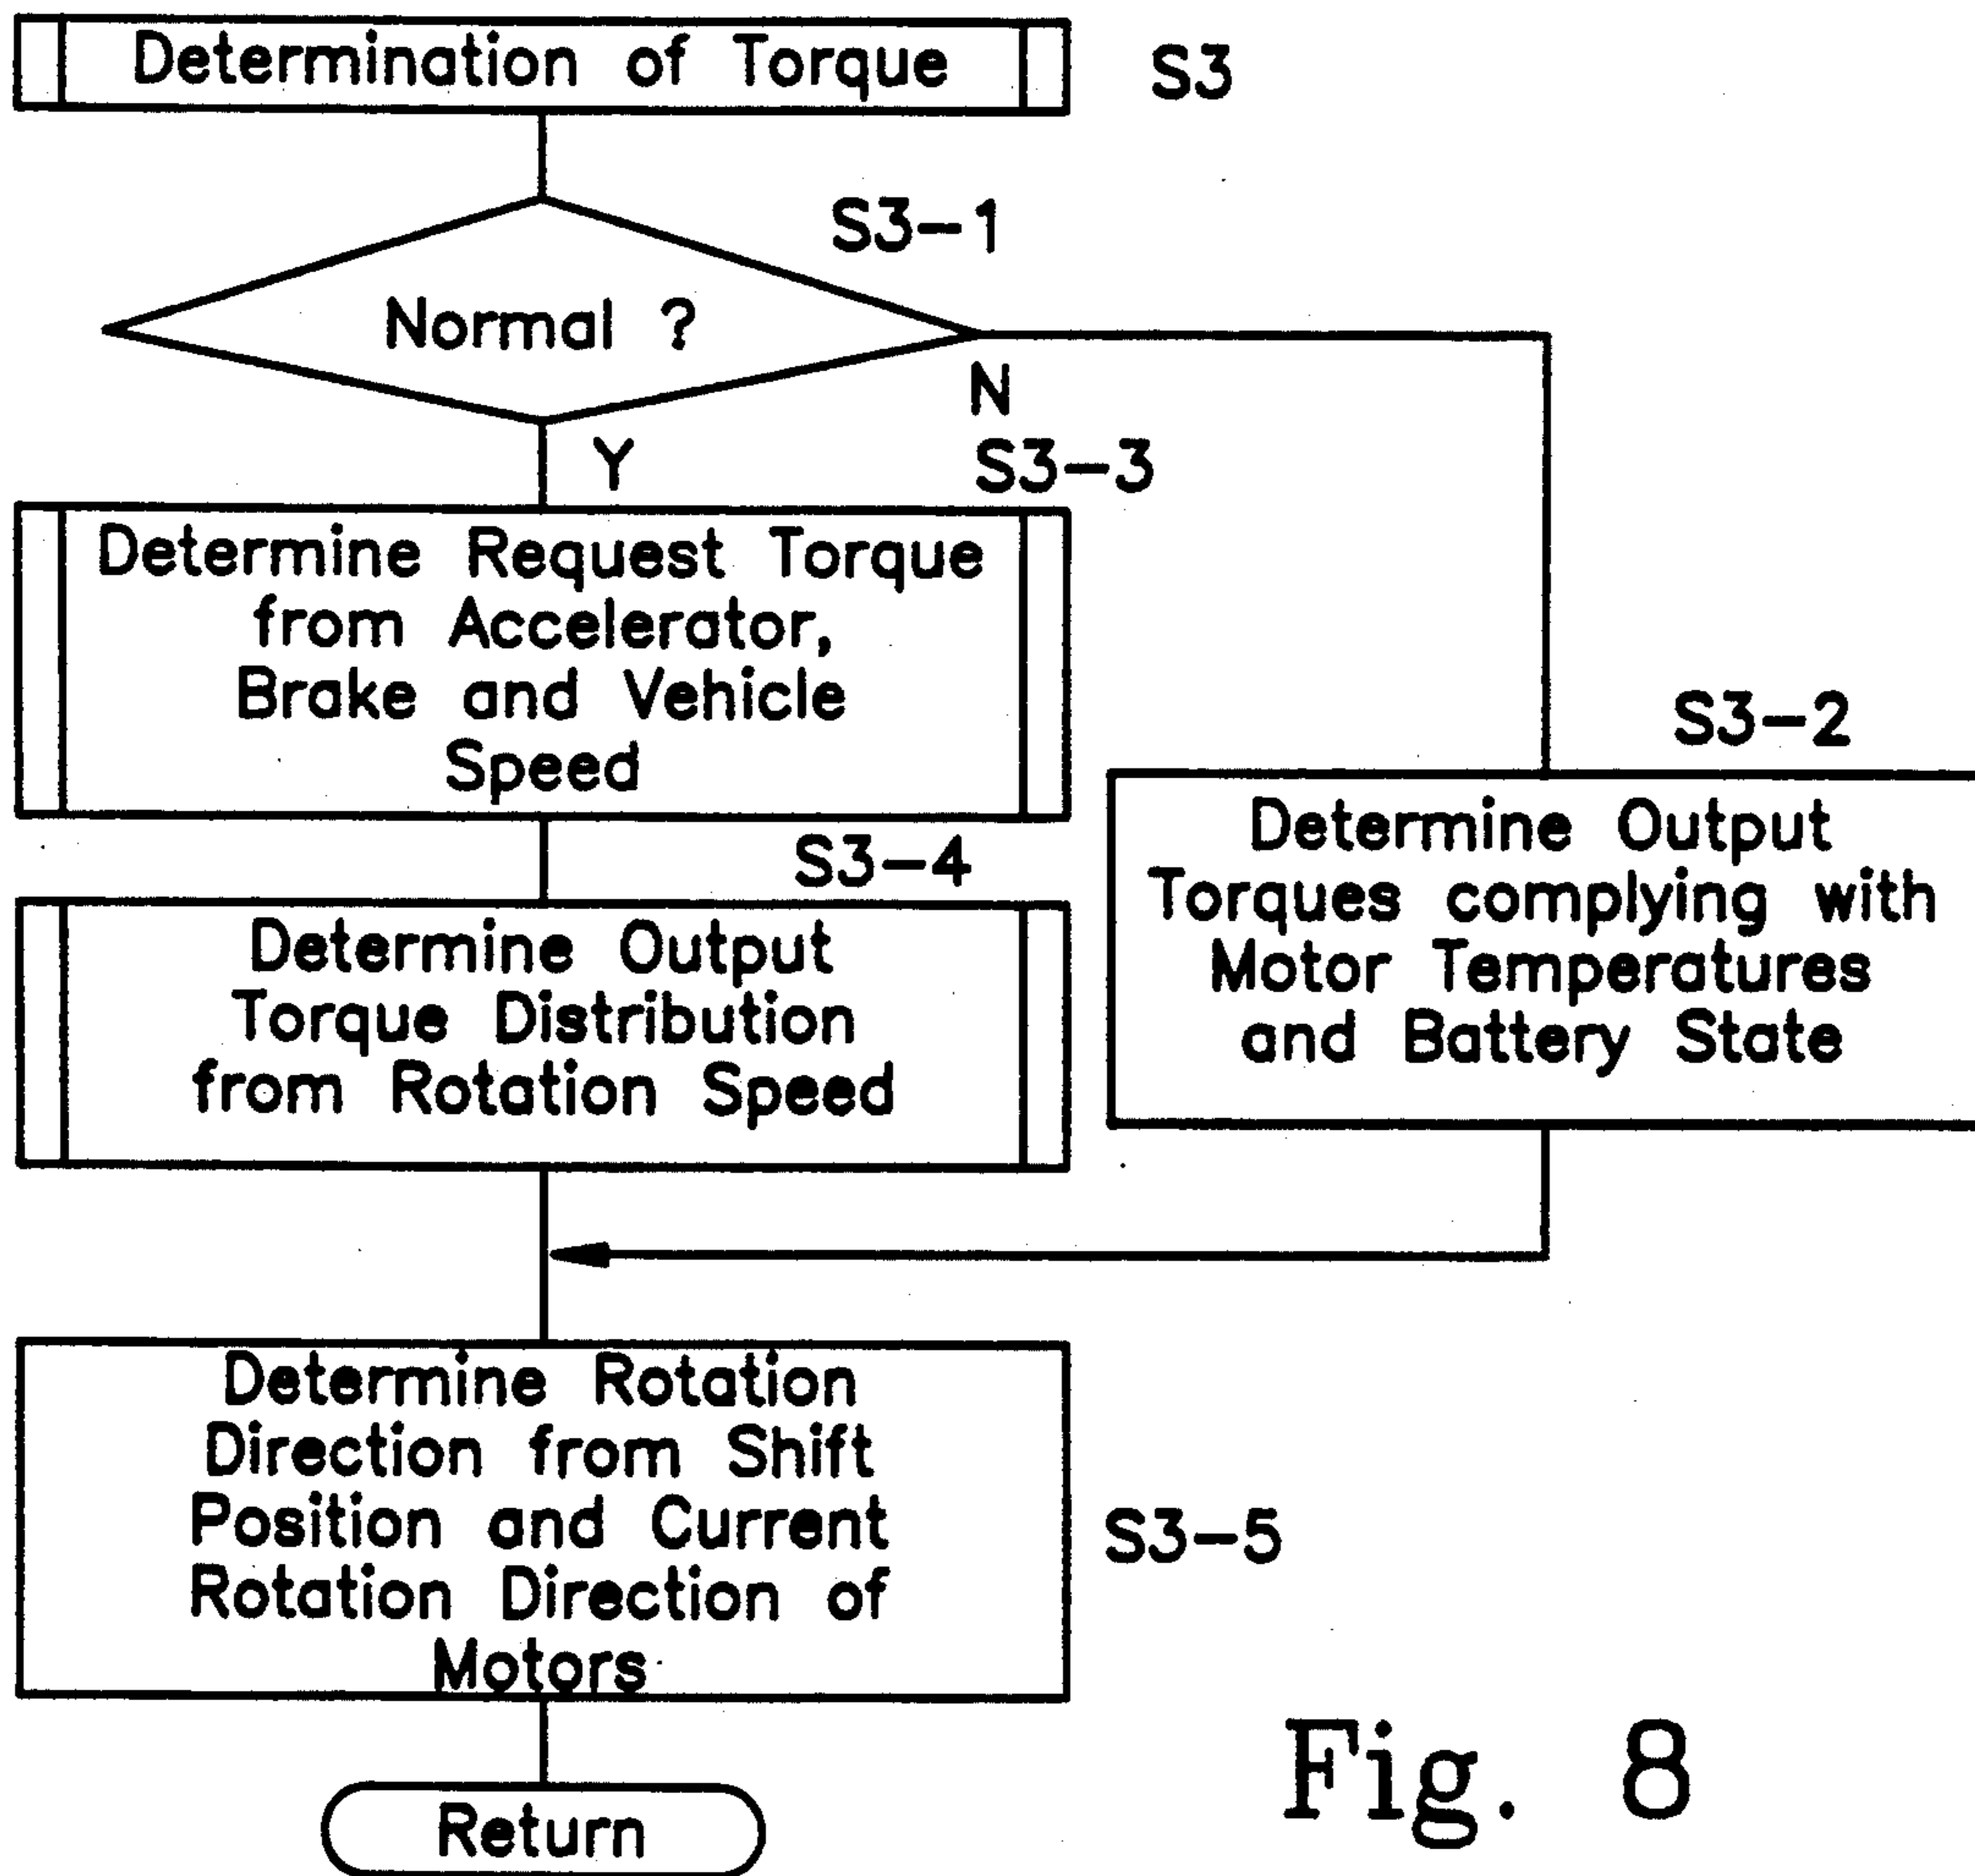 Determination of Torque
S3
S3-1
Normal ?
N
Y
S3-3
Determine Request Torque
from Accelerator,
Brake and Vehicle
Speed
S3-2
Determine Output
Torques complying with
Motor Temperatures
and Battery State
S3-4
Determine Output
Torque Distribution
from Rotation Speed
Determine Rotation
Direction from Shift
Position and Current
Rotation Direction of
Motors
S3-5
Return
Fig. 8